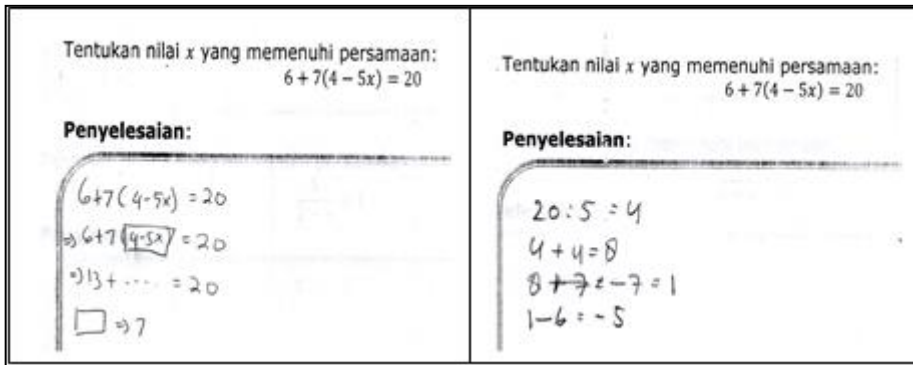 Tentukan nilai x yang memenuhi persamaan:
6 + 7(4 − 5x) = 20
Penyelesaian:
6+7(4-5x) = 20
⇒ 6+7(4-5x) = 20
⇒ 13 + .... = 20
□ ⇒ 7
Tentukan nilai x yang memenuhi persamaan:
6 + 7(4 − 5x) = 20
Penyelesaian:
20 : 5 = 4
4 + 4 = 8
8 + 7 = - 7 = 1
1 - 6 = - 5